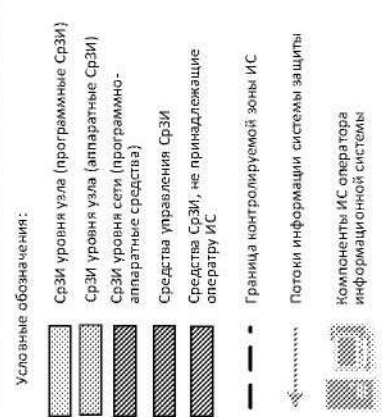 Условные обозначения:
СрЗИ уровня узла (программные СрЗИ)
СрЗИ уровня узла (аппаратные СрЗИ)
СрЗИ уровня сети (программно-
аппаратные средства)
Средства управления СрЗИ
Средства СрЗИ, не принадлежащие
оператру ИС
Граница контролируемой зоны ИС
Потоки информации системы защиты
Компоненты ИС оператора
информационной системы